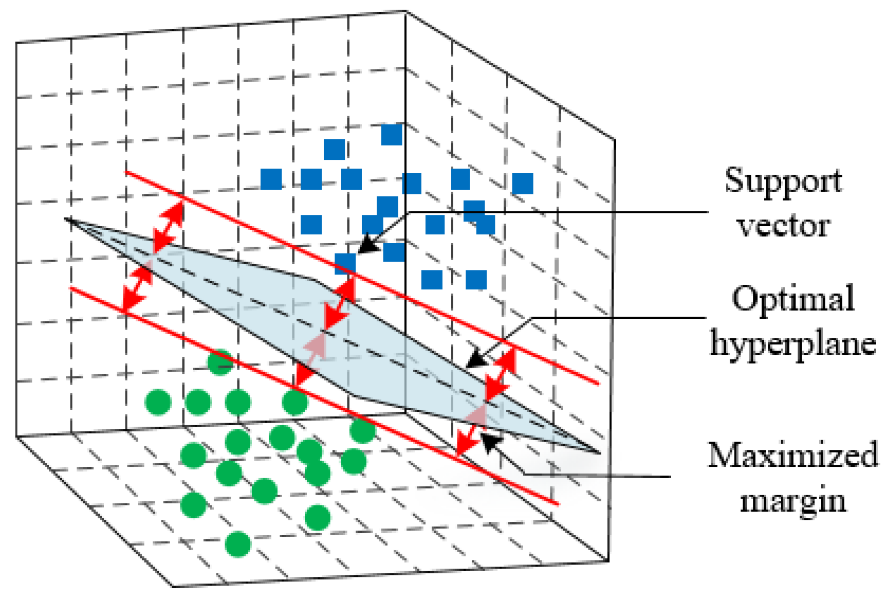 Support
vector
Optimal
hyperplane
Maximized
margin